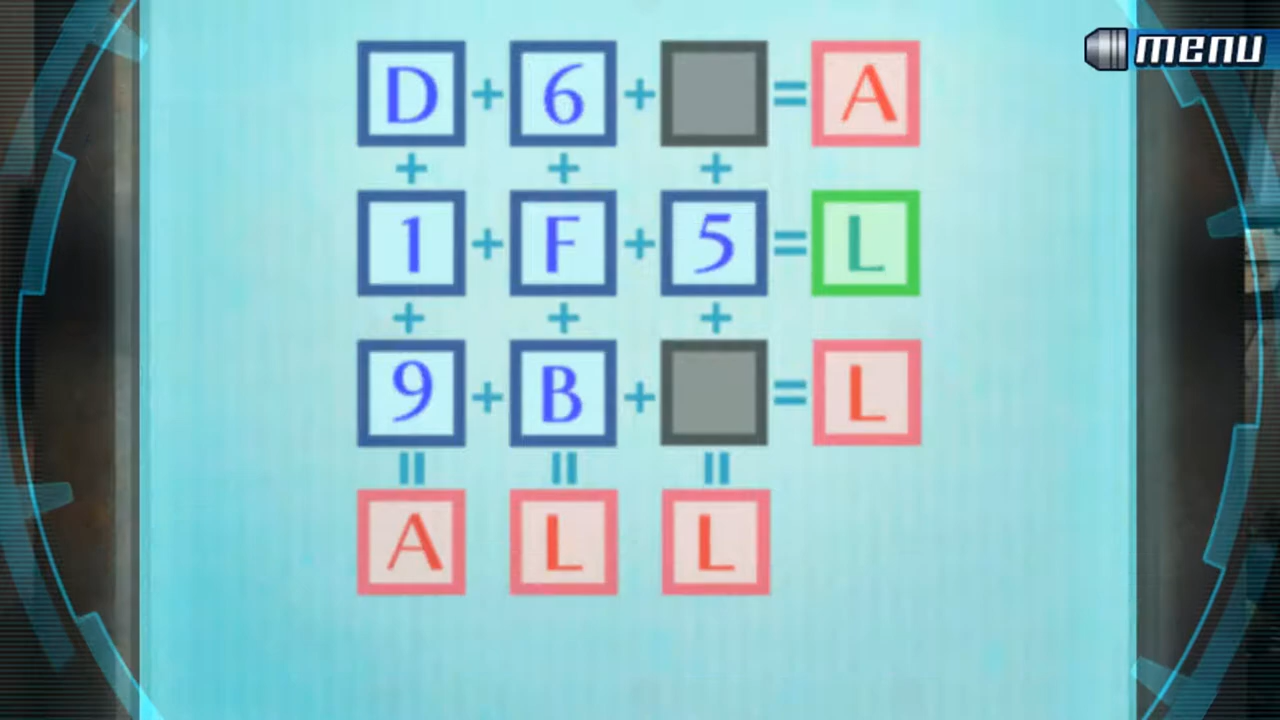 menu
D + 6 + = A
+ + +
1 + F + 5 = L
+ + +
9 + B + = L
= = =
A L L